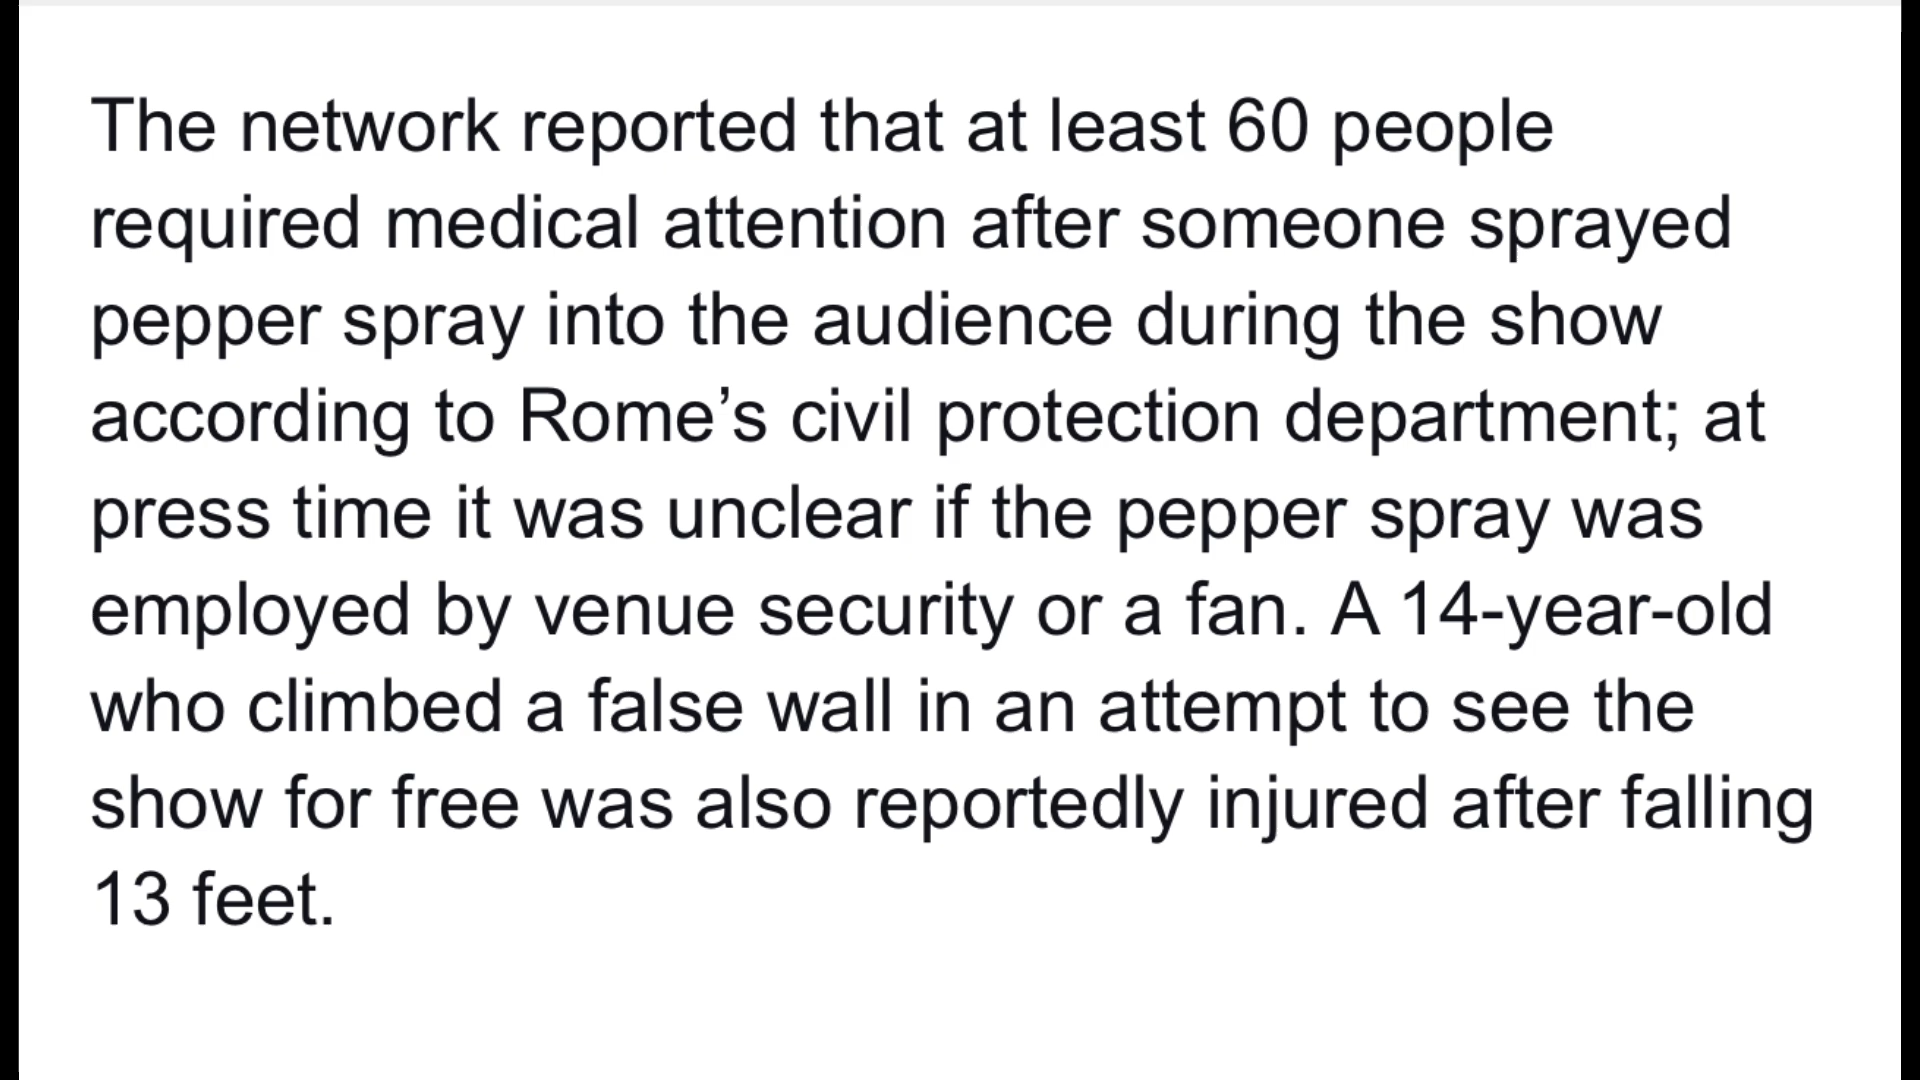 The network reported that at least 60 people
required medical attention after someone sprayed
pepper spray into the audience during the show
according to Rome’s civil protection department; at
press time it was unclear if the pepper spray was
employed by venue security or a fan. A 14-year-old
who climbed a false wall in an attempt to see the
show for free was also reportedly injured after falling
13 feet.